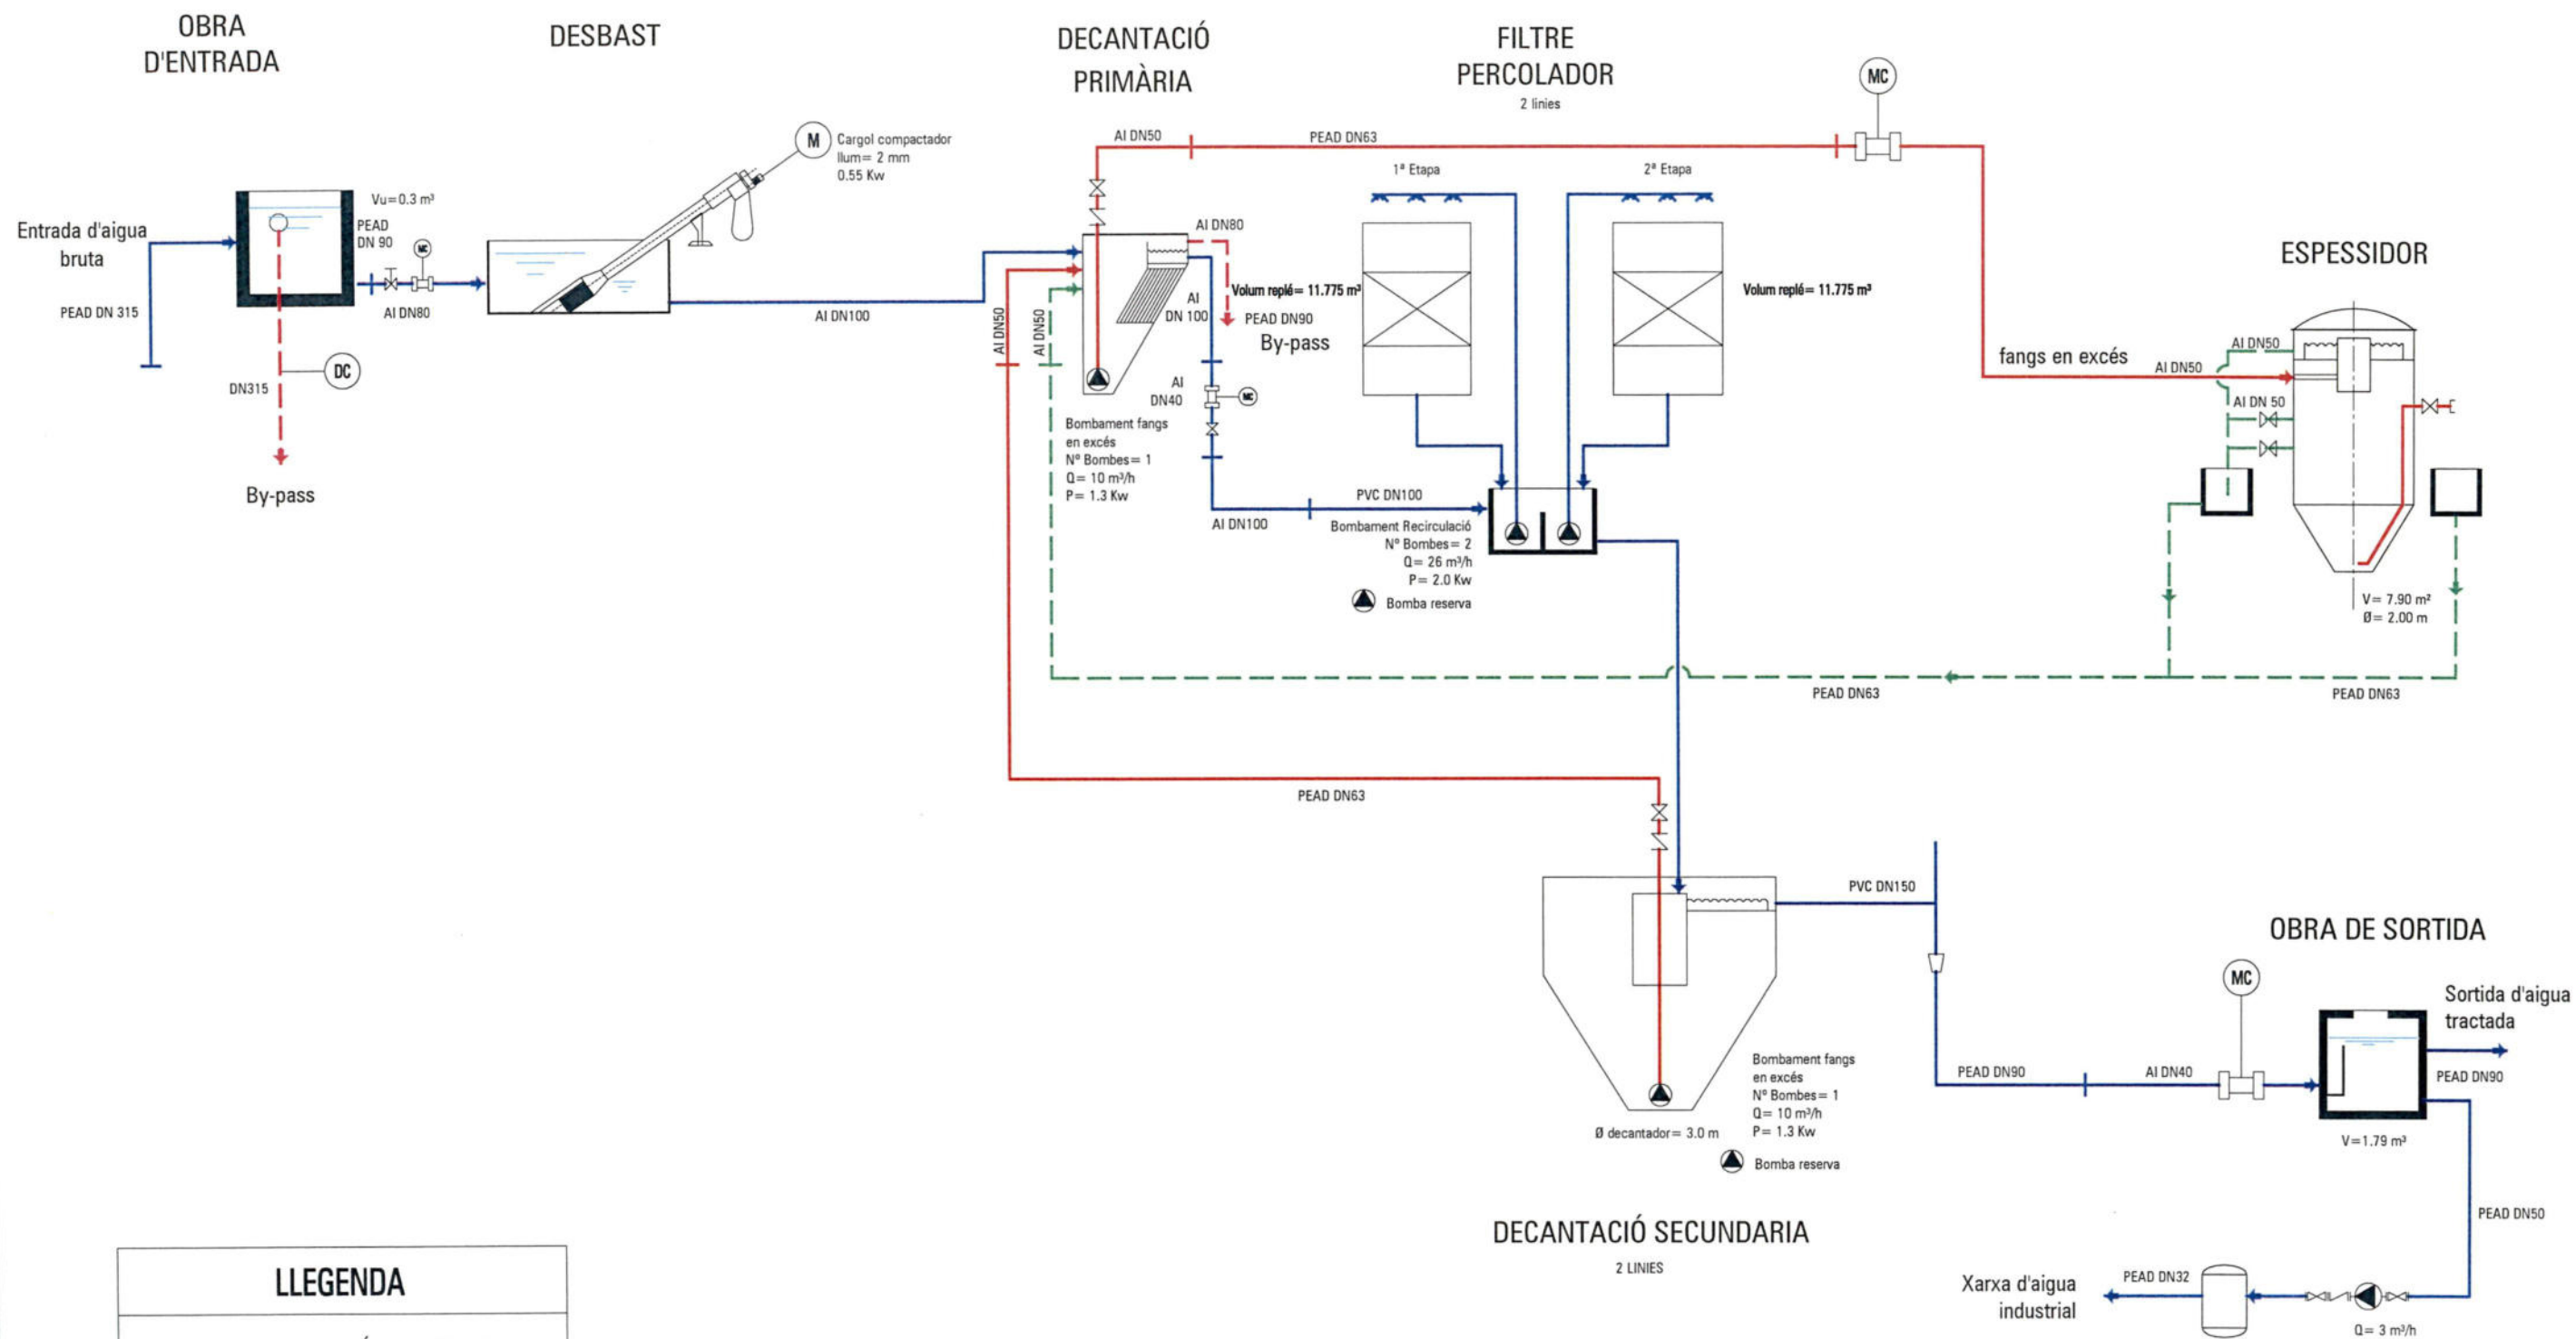 OBRA
D'ENTRADA
DESBAST
DECANTACIÓ
PRIMÀRIA
FILTRE
PERCOLADOR
2 linies
MC
M
Cargol compactador
llum= 2 mm
0.55 Kw
AI DN50
PEAD DN63
1ª Etapa
2ª Etapa
Vu=0.3 m³
PEAD
DN 90
MC
Entrada d'aigua
bruta
PEAD DN 315
AI DN80
AI DN100
DN315
DC
By-pass
AI DN50
AI DN50
AI DN80
AI
DN 100
PEAD DN90
By-pass
Volum replé= 11.775 m³
Volum replé= 11.775 m³
AI
DN40
MC
Bombament fangs
en excés
Nº Bombes= 1
Q= 10 m³/h
P= 1.3 Kw
AI DN100
PVC DN100
Bombament Recirculació
Nº Bombes= 2
Q= 26 m³/h
P= 2.0 Kw
Bomba reserva
ESPESSIDOR
fangs en excés
AI DN50
AI DN50
AI DN 50
V= 7.90 m²
Ø= 2.00 m
PEAD DN63
PEAD DN63
PEAD DN63
PVC DN150
Bombament fangs
en excés
Nº Bombes= 1
Q= 10 m³/h
P= 1.3 Kw
Ø decantador= 3.0 m
Bomba reserva
DECANTACIÓ SECUNDARIA
2 LINIES
OBRA DE SORTIDA
MC
Sortida d'aigua
tractada
PEAD DN90
AI DN40
PEAD DN90
V=1.79 m³
PEAD DN50
Xarxa d'aigua
industrial
PEAD DN32
Q= 3 m³/h
LLEGENDA